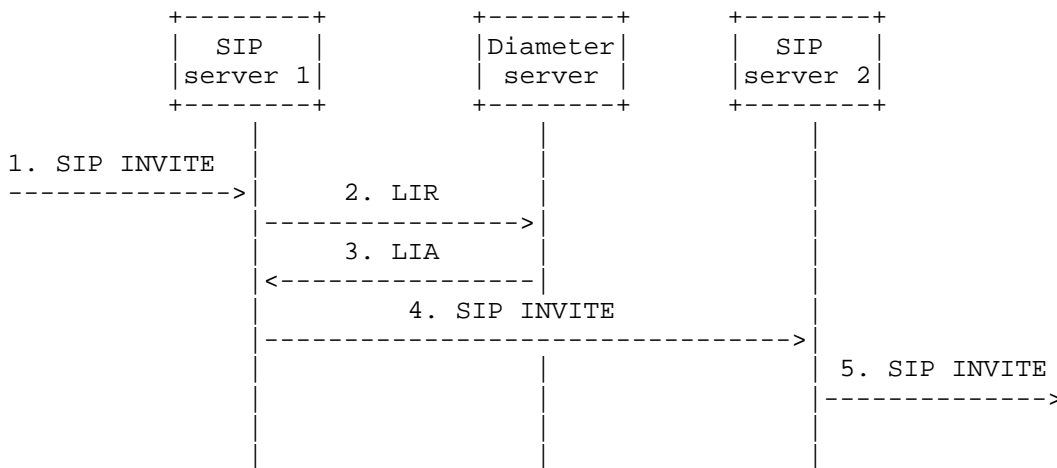 SIP Diameter SIP
server 1 server server 2
1. SIP INVITE
2. LIR
3. LIA
4. SIP INVITE
5. SIP INVITE